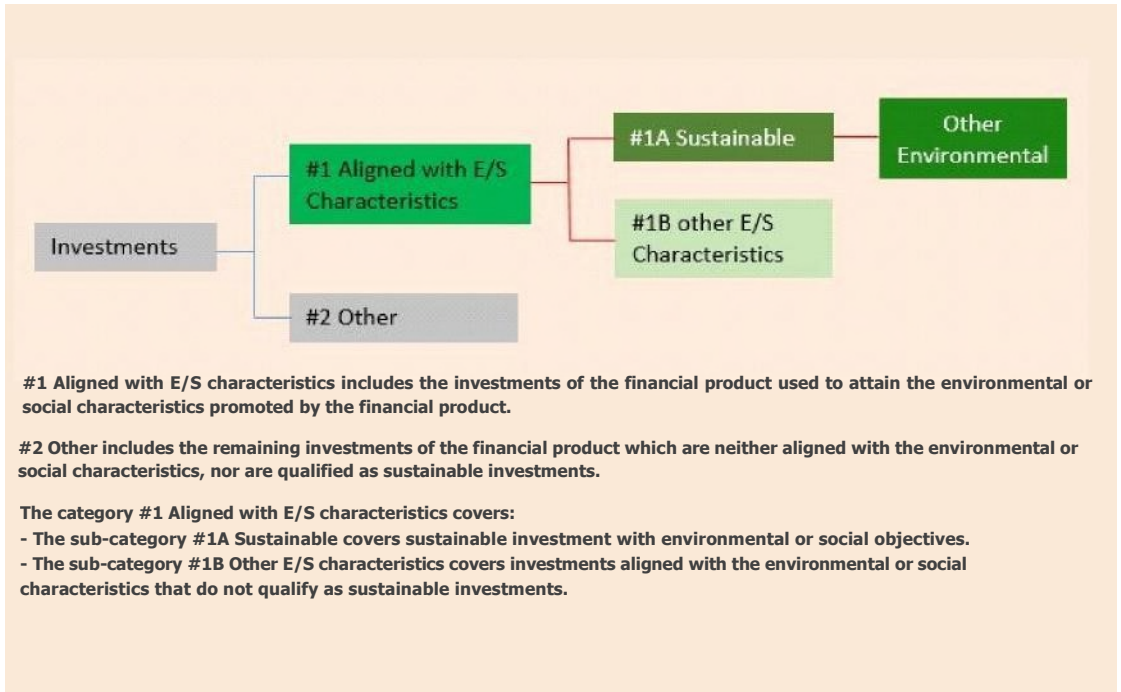 Other
Environmental
#1A Sustainable
#1 Aligned with E/S
Characteristics
#1B other E/S
Characteristics
Investments
#2 Other
#1 Aligned with E/S characteristics includes the investments of the financial product used to attain the environmental or
social characteristics promoted by the financial product.
#2 Other includes the remaining investments of the financial product which are neither aligned with the environmental or
social characteristics, nor are qualified as sustainable investments.
The category #1 Aligned with E/S characteristics covers:
- The sub-category #1A Sustainable covers sustainable investment with environmental or social objectives.
- The sub-category #1B Other E/S characteristics covers investments aligned with the environmental or social
characteristics that do not qualify as sustainable investments.